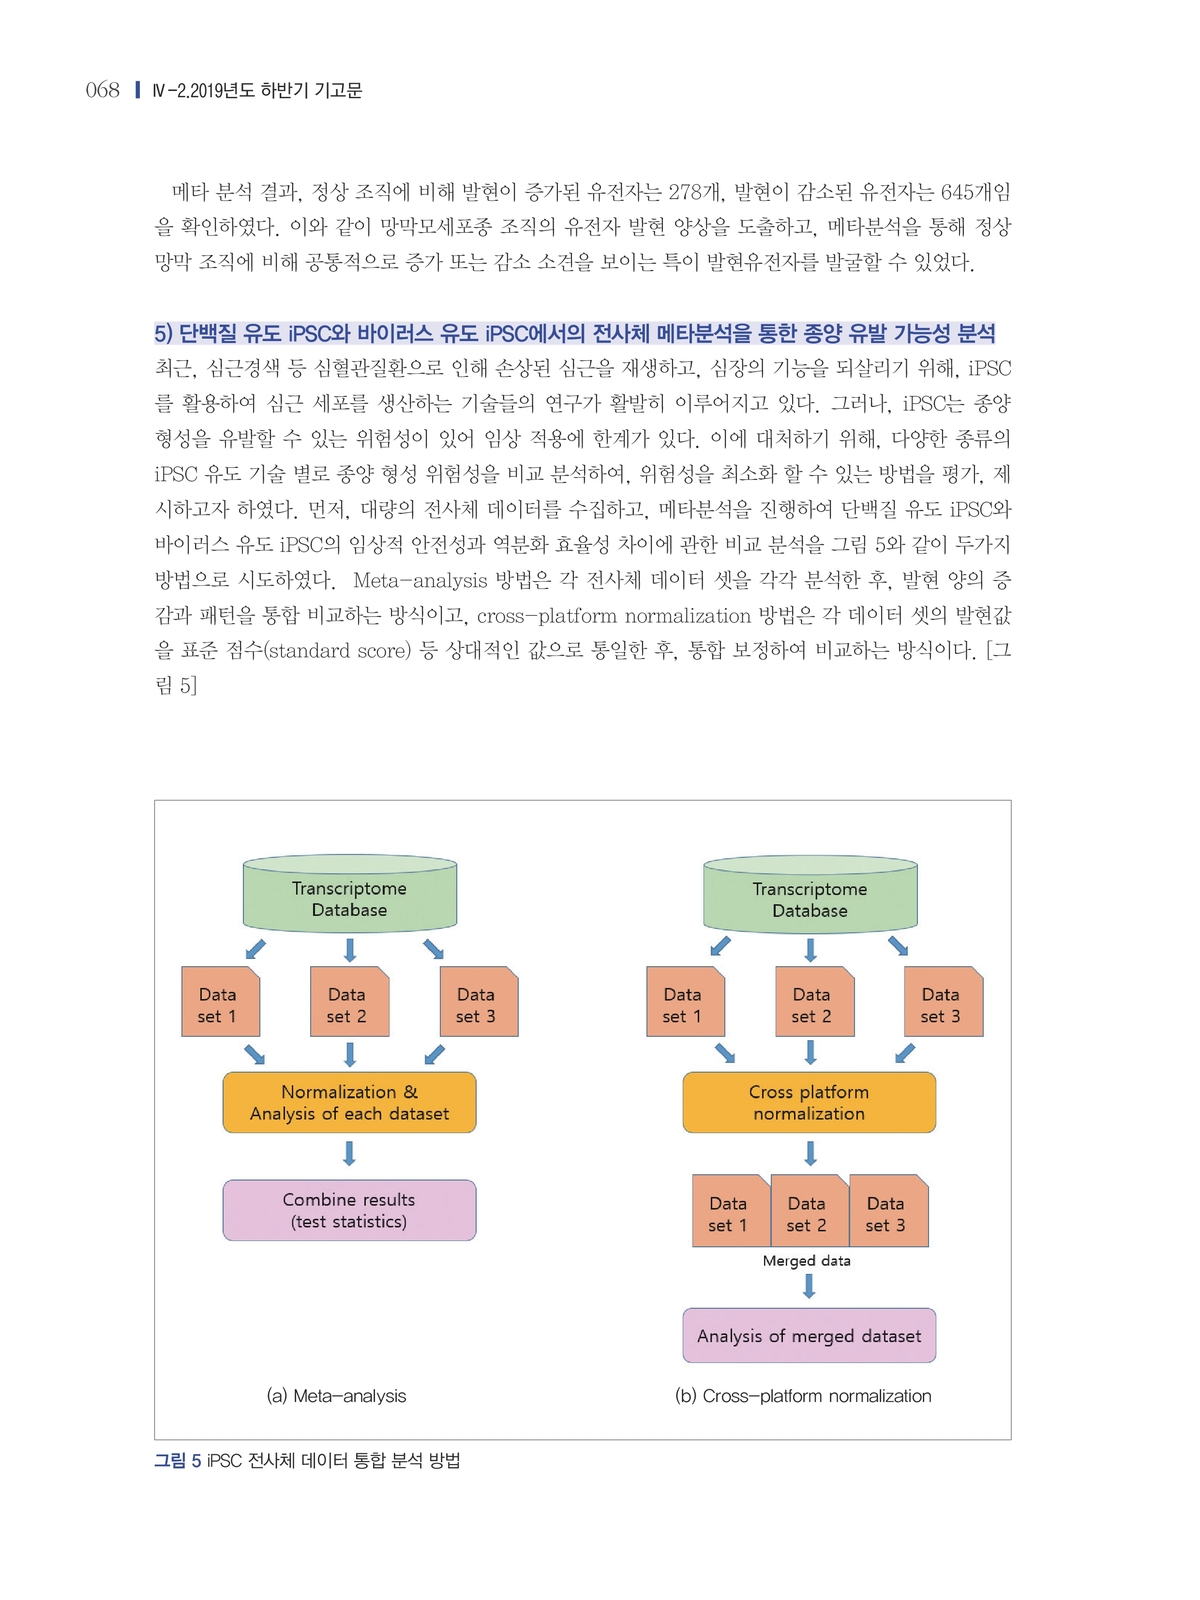 068 Ⅳ-2.2019년도 하반기 기고문
메타 분석 결과, 정상 조직에 비해 발현이 증가된 유전자는 278개, 발현이 감소된 유전자는 645개임
을 확인하였다. 이와 같이 망막모세포종 조직의 유전자 발현 양상을 도출하고, 메타분석을 통해 정상
망막 조직에 비해 공통적으로 증가 또는 감소 소견을 보이는 특이 발현유전자를 발굴할 수 있었다.
5) 단백질 유도 iPSC와 바이러스 유도 iPSC에서의 전사체 메타분석을 통한 종양 유발 가능성 분석
최근, 심근경색 등 심혈관질환으로 인해 손상된 심근을 재생하고, 심장의 기능을 되살리기 위해, iPSC
를 활용하여 심근 세포를 생산하는 기술들의 연구가 활발히 이루어지고 있다. 그러나, iPSC는 종양
형성을 유발할 수 있는 위험성이 있어 임상 적용에 한계가 있다. 이에 대처하기 위해, 다양한 종류의
iPSC 유도 기술 별로 종양 형성 위험성을 비교 분석하여, 위험성을 최소화 할 수 있는 방법을 평가, 제
시하고자 하였다. 먼저, 대량의 전사체 데이터를 수집하고, 메타분석을 진행하여 단백질 유도 iPSC와
바이러스 유도 iPSC의 임상적 안전성과 역분화 효율성 차이에 관한 비교 분석을 그림 5와 같이 두가지
방법으로 시도하였다. Meta-analysis 방법은 각 전사체 데이터 셋을 각각 분석한 후, 발현 양의 증
감과 패턴을 통합 비교하는 방식이고, cross-platform normalization 방법은 각 데이터 셋의 발현값
을 표준 점수(standard score) 등 상대적인 값으로 통일한 후, 통합 보정하여 비교하는 방식이다. [그
림 5]
Transcriptome
Database
Data
set 1
Data
set 2
Data
set 3
Normalization &
Analysis of each dataset
Combine results
(test statistics)
(a) Meta-analysis
Transcriptome
Database
Data
set 1
Data
set 2
Data
set 3
Cross platform
normalization
Data
set 1
Data
set 2
Data
set 3
Merged data
Analysis of merged dataset
(b) Cross-platform normalization
그림 5 iPSC 전사체 데이터 통합 분석 방법